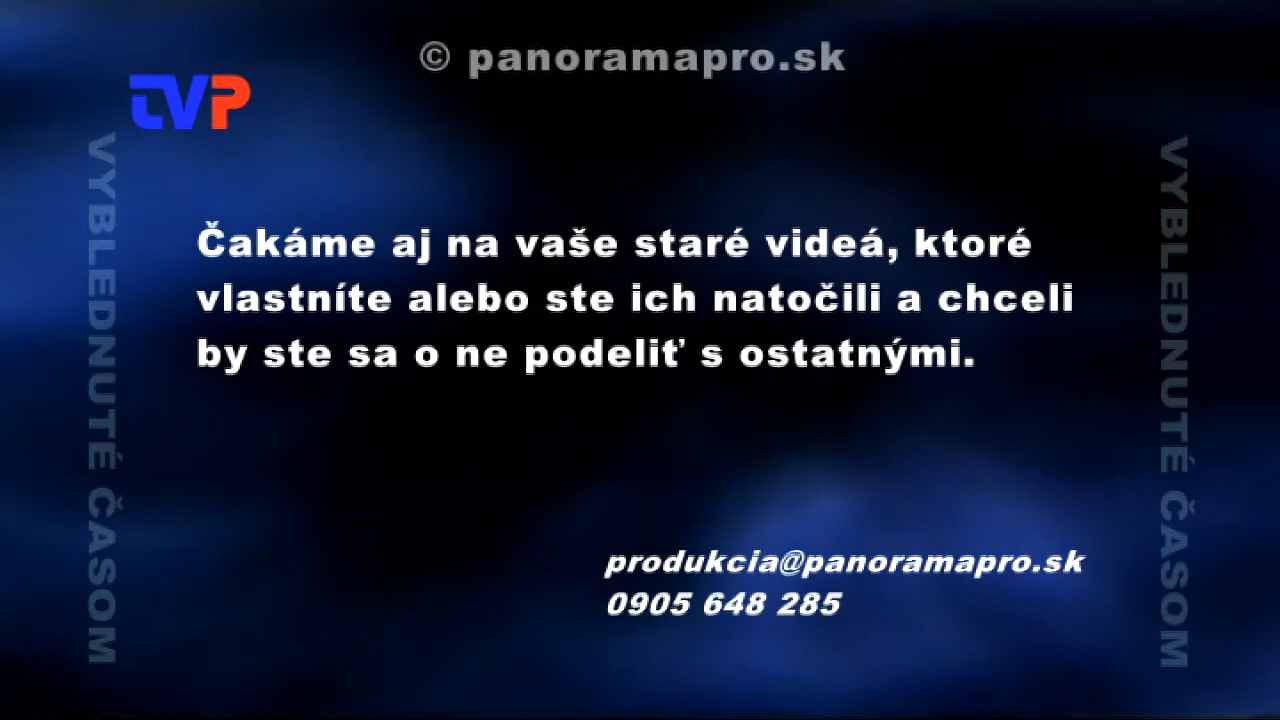 © panoramapro.sk
TVP
VYBLEDNUTÉ ČASOM
Čakáme aj na vaše staré videá, ktoré
vlastníte alebo ste ich natočili a chceli
by ste sa o ne podeliť s ostatnými.
produkcia@panoramapro.sk
0905 648 285
VYBLEDNUTÉ ČASOM